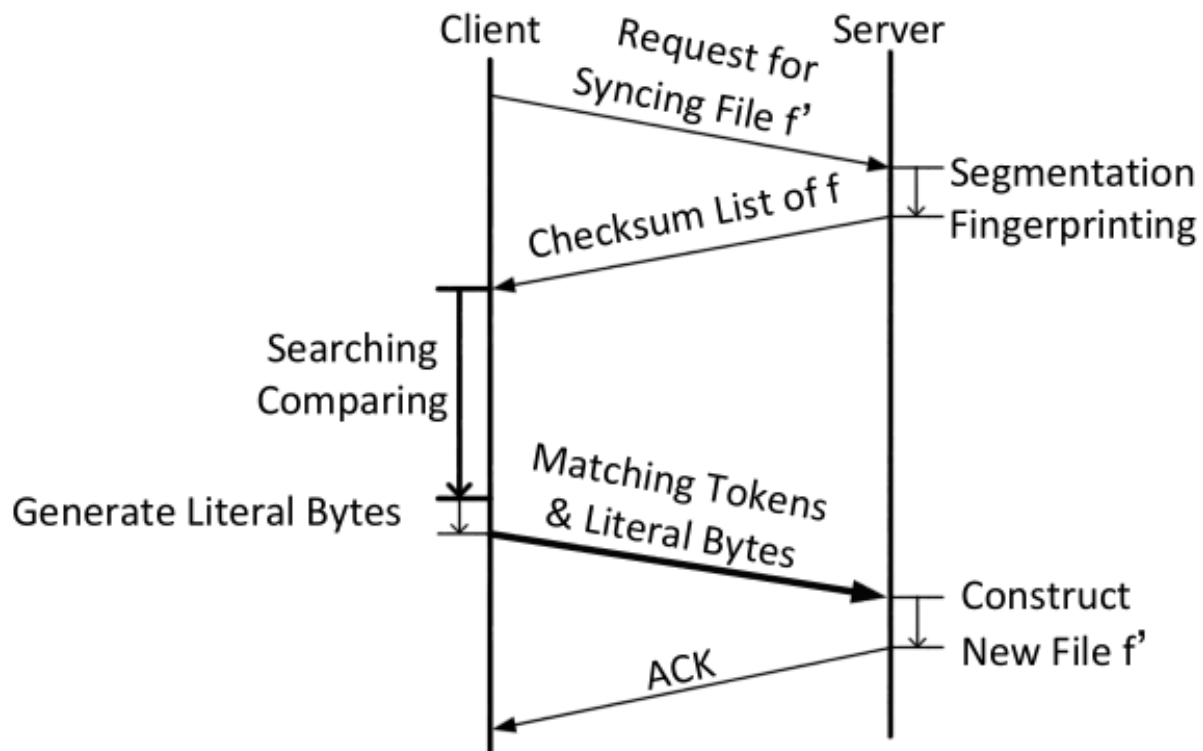 Client
Server
Request for
Syncing File f’
Segmentation
Fingerprinting
Checksum List of f
Searching
Comparing
Generate Literal Bytes
Matching Tokens
& Literal Bytes
Construct
New File f’
ACK